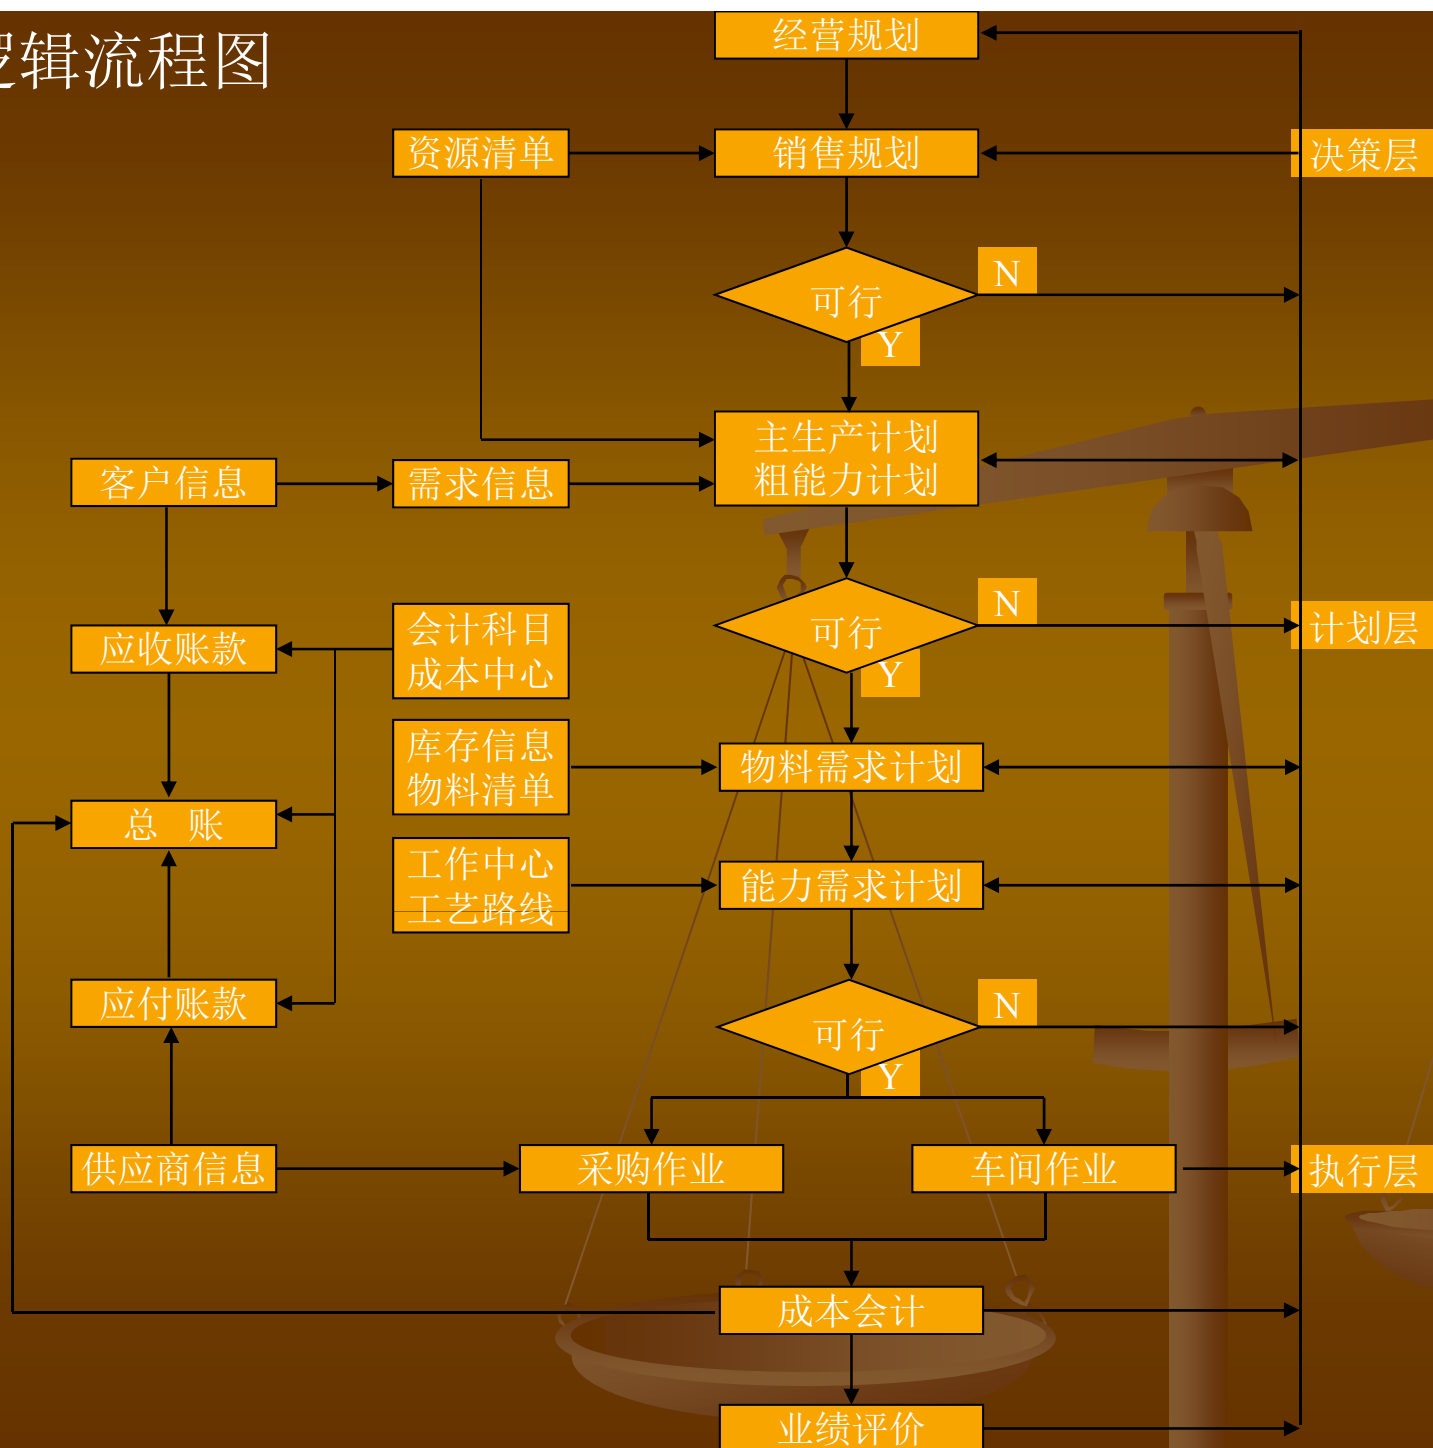 逻辑流程图
经营规划
资源清单
销售规划
决策层
可行
N
Y
主生产计划
粗能力计划
客户信息
需求信息
可行
N
Y
计划层
应收账款
会计科目
成本中心
库存信息
物料清单
物料需求计划
总 账
工作中心
工艺路线
能力需求计划
应付账款
可行
N
Y
供应商信息
采购作业
车间作业
执行层
成本会计
业绩评价